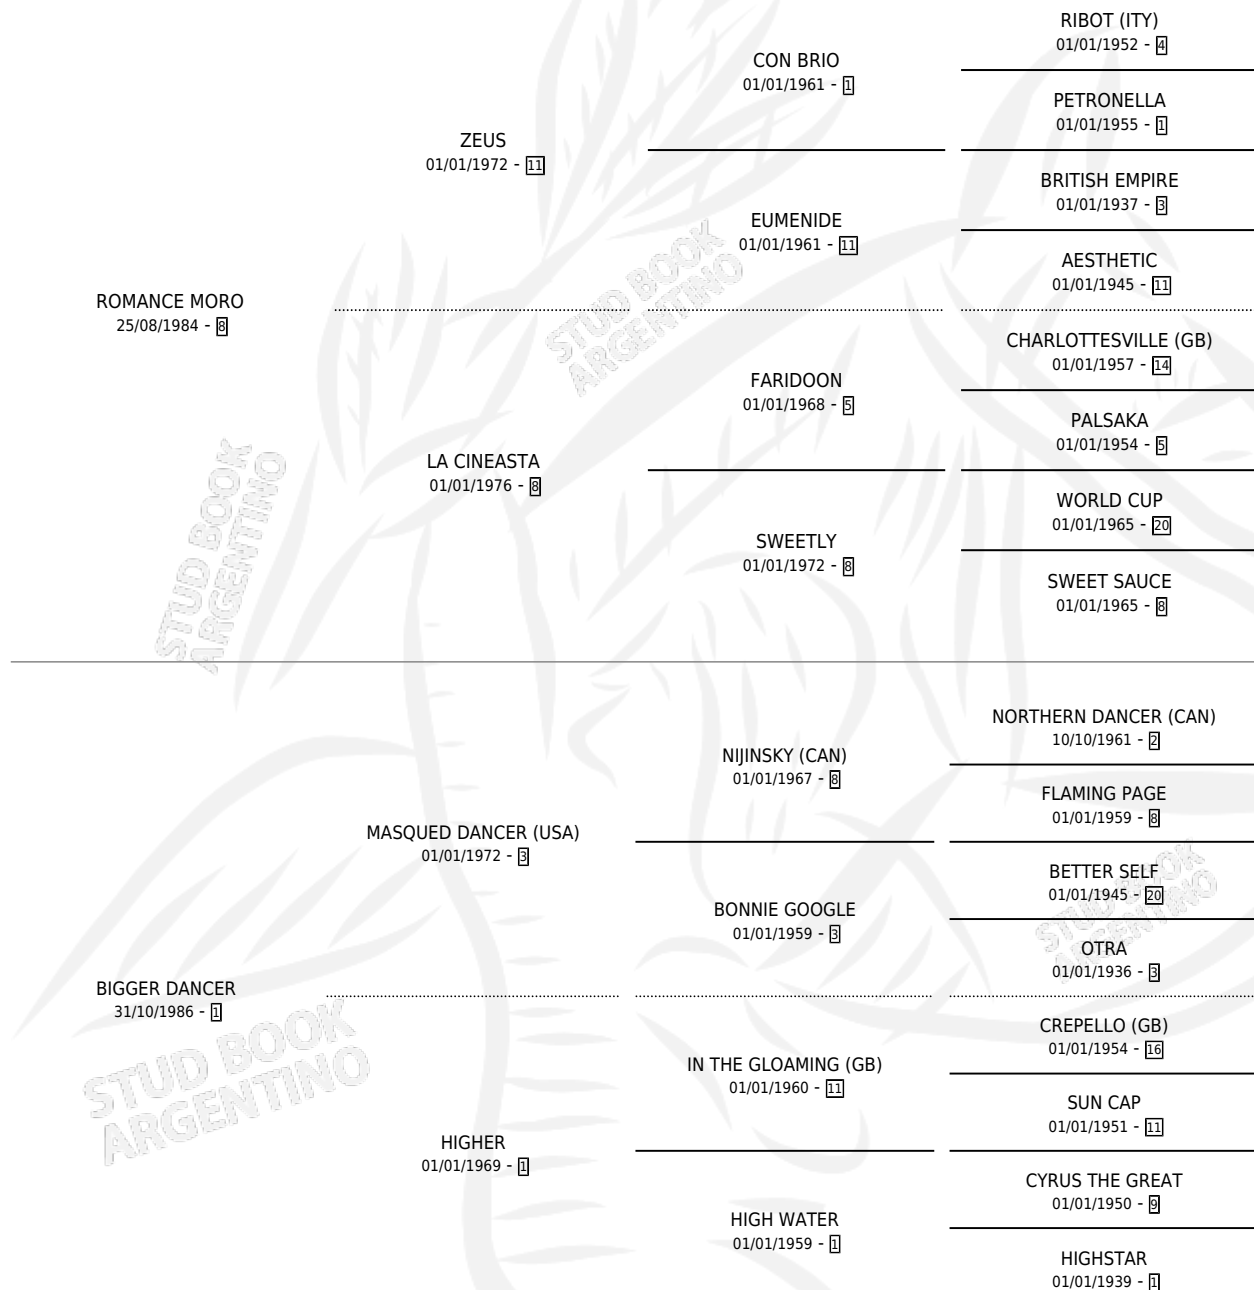 RIBOT (ITY)
01/01/1952 - 4
CON BRIO
01/01/1961 - 1
PETRONELLA
01/01/1955 - 1
ZEUS
01/01/1972 - 11
BRITISH EMPIRE
01/01/1937 - 3
EUMENIDE
01/01/1961 - 11
AESTHETIC
01/01/1945 - 11
ROMANCE MORO
25/08/1984 - 8
CHARLOTTESVILLE (GB)
01/01/1957 - 14
FARIDOON
01/01/1968 - 5
PALSAKA
01/01/1954 - 5
LA CINEASTA
01/01/1976 - 8
WORLD CUP
01/01/1965 - 20
SWEETLY
01/01/1972 - 8
SWEET SAUCE
01/01/1965 - 8
NORTHERN DANCER (CAN)
10/10/1961 - 2
NIJINSKY (CAN)
01/01/1967 - 8
FLAMING PAGE
01/01/1959 - 8
MASQUED DANCER (USA)
01/01/1972 - 3
BETTER SELF
01/01/1945 - 20
BONNIE GOOGLE
01/01/1959 - 3
OTRA
01/01/1936 - 3
BIGGER DANCER
31/10/1986 - 1
CREPELLO (GB)
01/01/1954 - 16
IN THE GLOAMING (GB)
01/01/1960 - 11
SUN CAP
01/01/1951 - 11
HIGHER
01/01/1969 - 1
CYRUS THE GREAT
01/01/1950 - 9
HIGH WATER
01/01/1959 - 1
HIGHSTAR
01/01/1939 - 1
STUD BOOK
ARGENTINO
STUD BOOK
ARGENTINO
STUD BOOK
ARGENTINO
STUD BOOK
ARGENTINO